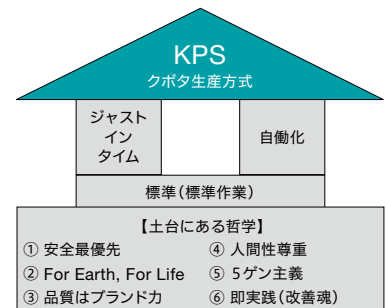 KPS
クボタ生産方式
ジャスト
イン
タイム
自働化
標準(標準作業)
【土台にある哲学】
① 安全最優先
② For Earth, For Life
③ 品質はブランド力
④ 人間性尊重
⑤ 5ゲン主義
⑥ 即実践(改善魂)